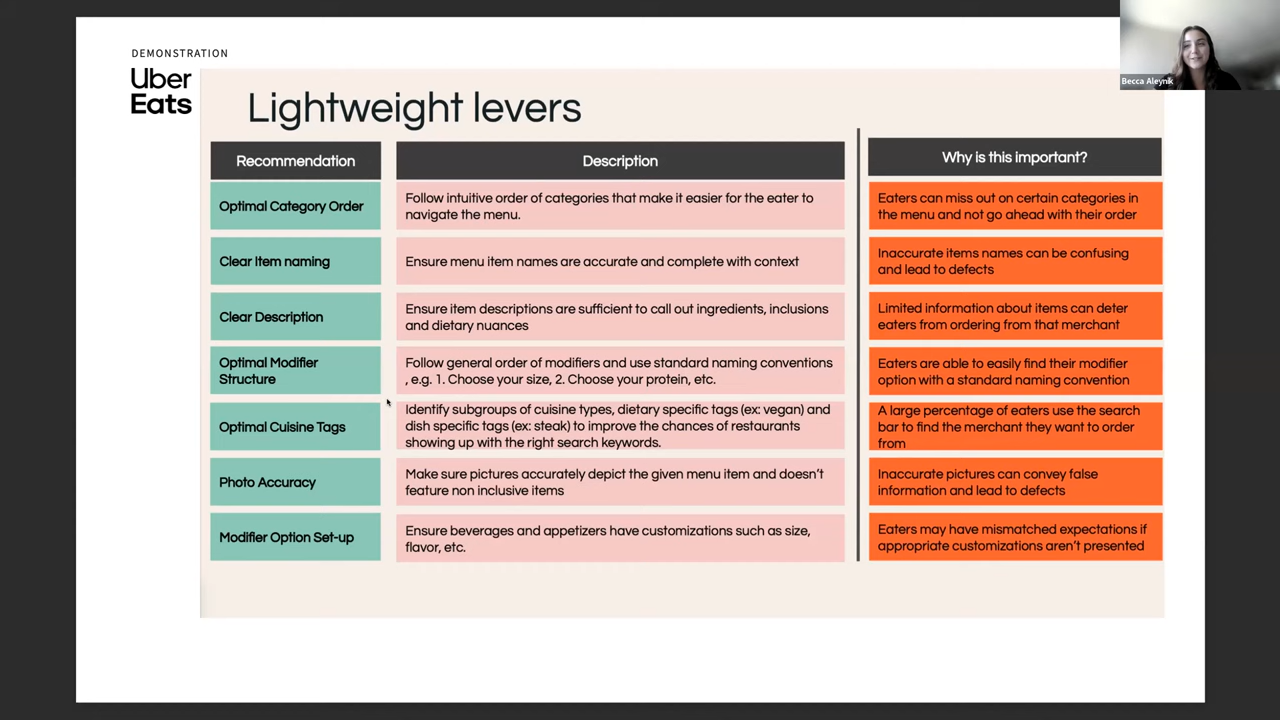 DEMONSTRATION
Uber
Eats
Becca Aleynik
Lightweight levers
Recommendation
Description
Why is this important?
Optimal Category Order
Follow intuitive order of categories that make it easier for the eater to
navigate the menu.
Eaters can miss out on certain categories in
the menu and not go ahead with their order
Clear Item naming
Ensure menu item names are accurate and complete with context
Inaccurate items names can be confusing
and lead to defects
Clear Description
Ensure item descriptions are sufficient to call out ingredients, inclusions
and dietary nuances
Limited information about items can deter
eaters from ordering from that merchant
Optimal Modifier
Structure
Follow general order of modifiers and use standard naming conventions
, e.g. 1. Choose your size, 2. Choose your protein, etc.
Eaters are able to easily find their modifier
option with a standard naming convention
Optimal Cuisine Tags
Identify subgroups of cuisine types, dietary specific tags (ex: vegan) and
dish specific tags (ex: steak) to improve the chances of restaurants
showing up with the right search keywords.
A large percentage of eaters use the search
bar to find the merchant they want to order
from
Photo Accuracy
Make sure pictures accurately depict the given menu item and doesn't
feature non inclusive items
Inaccurate pictures can convey false
information and lead to defects
Modifier Option Set-up
Ensure beverages and appetizers have customizations such as size,
flavor, etc.
Eaters may have mismatched expectations if
appropriate customizations aren't presented